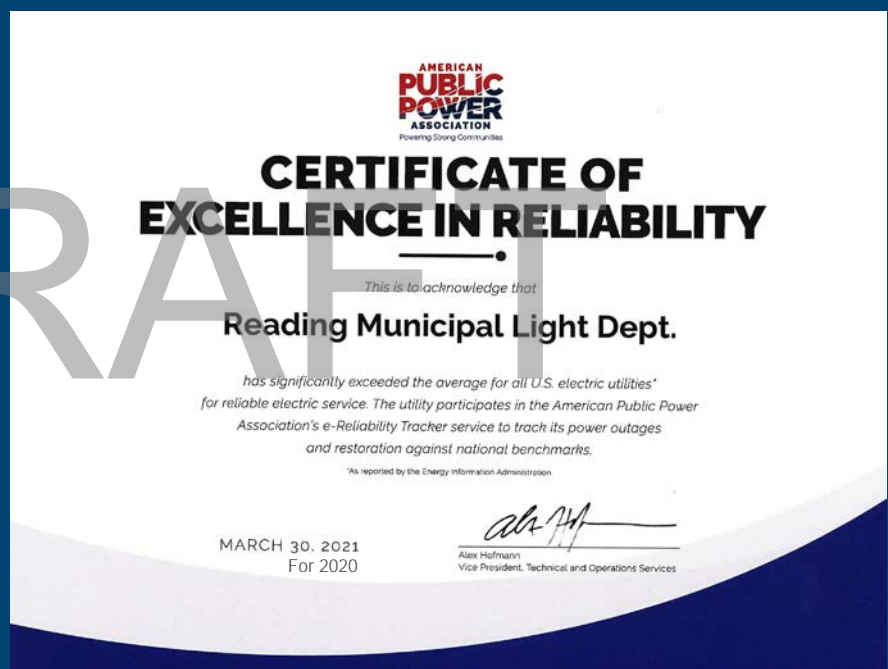 AMERICAN
PUBLIC
POWER
ASSOCIATION
Powering Strong Communities
CERTIFICATE OF
EXCELLENCE IN RELIABILITY
This is to acknowledge that
Reading Municipal Light Dept.
has significantly exceeded the average for all U.S. electric utilities*
for reliable electric service. The utility participates in the American Public Power
Association's e-Reliability Tracker service to track its power outages
and restoration against national benchmarks.
*As reported by the Energy Information Administration
MARCH 30, 2021
For 2020
Alex Hofmann
Vice President, Technical and Operations Services
RAFT